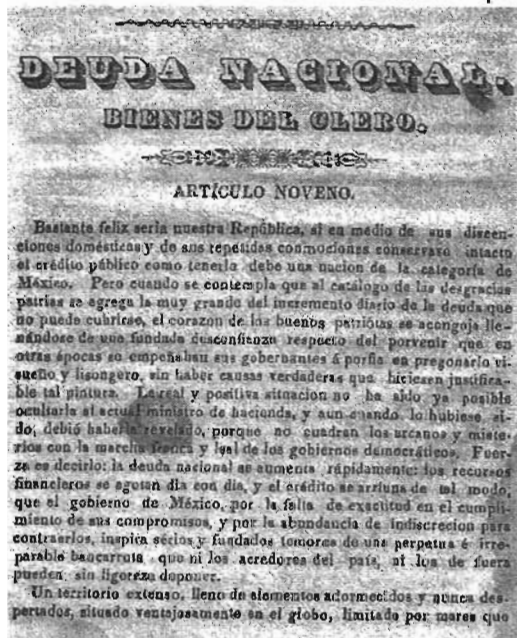 DEUDA NACIONAL.
BIENES DEL CLERO.
ARTÍCULO NOVENO.
Bastante felix seria nuestra República, si en medio de sus discen-
ciones domésticas y de sus repetidas conmociones conservara intacto
el crédito público como tenerlo debe una nacion de la categoría de
México. Pero cuando se contempla que al catálogo de las desgracias
patrias se agrega la muy grande del incremento diario de la deuda que
no puede cubrirse, el corazon de los buenos patriotas se acongoja lle-
nándose de una fundada desconfianza respecto del porvenir que en
otras épocas se empeñaban sus gobernantes á porfia en pregonarlo ri-
sueño y lisongero, sin haber causas verdaderas que hiciesen justifica-
ble tal pintura. La real y positiva situacion no ha sido ya posible
ocultarla al actual ministro de hacienda, y aun cuando lo hubiese si-
do, debió haberla revelado, porque no cuadran los arcanos y miste-
rios con la marcha franca y leal de los gobiernos democráticos. Fuer-
za es decirlo: la deuda nacional se aumenta rápidamente: los recursos
financieros se agotan dia con dia, y el crédito se arruina de tal modo,
que el gobierno de México, por la falta de exactitud en el cumpli-
miento de sus compromisos, y por la abundancia de indiscrecion para
contraerlos, inspira serios y fundados temores de una perpetua é irre-
parable bancarrota que ni los acredores del pais, ni los de fuera
pueden sin ligereza deponer.
Un territorio extenso, lleno de elementos adormecidos y nunca des-
pertados, situado ventajosamente en el globo, limitado por mares que